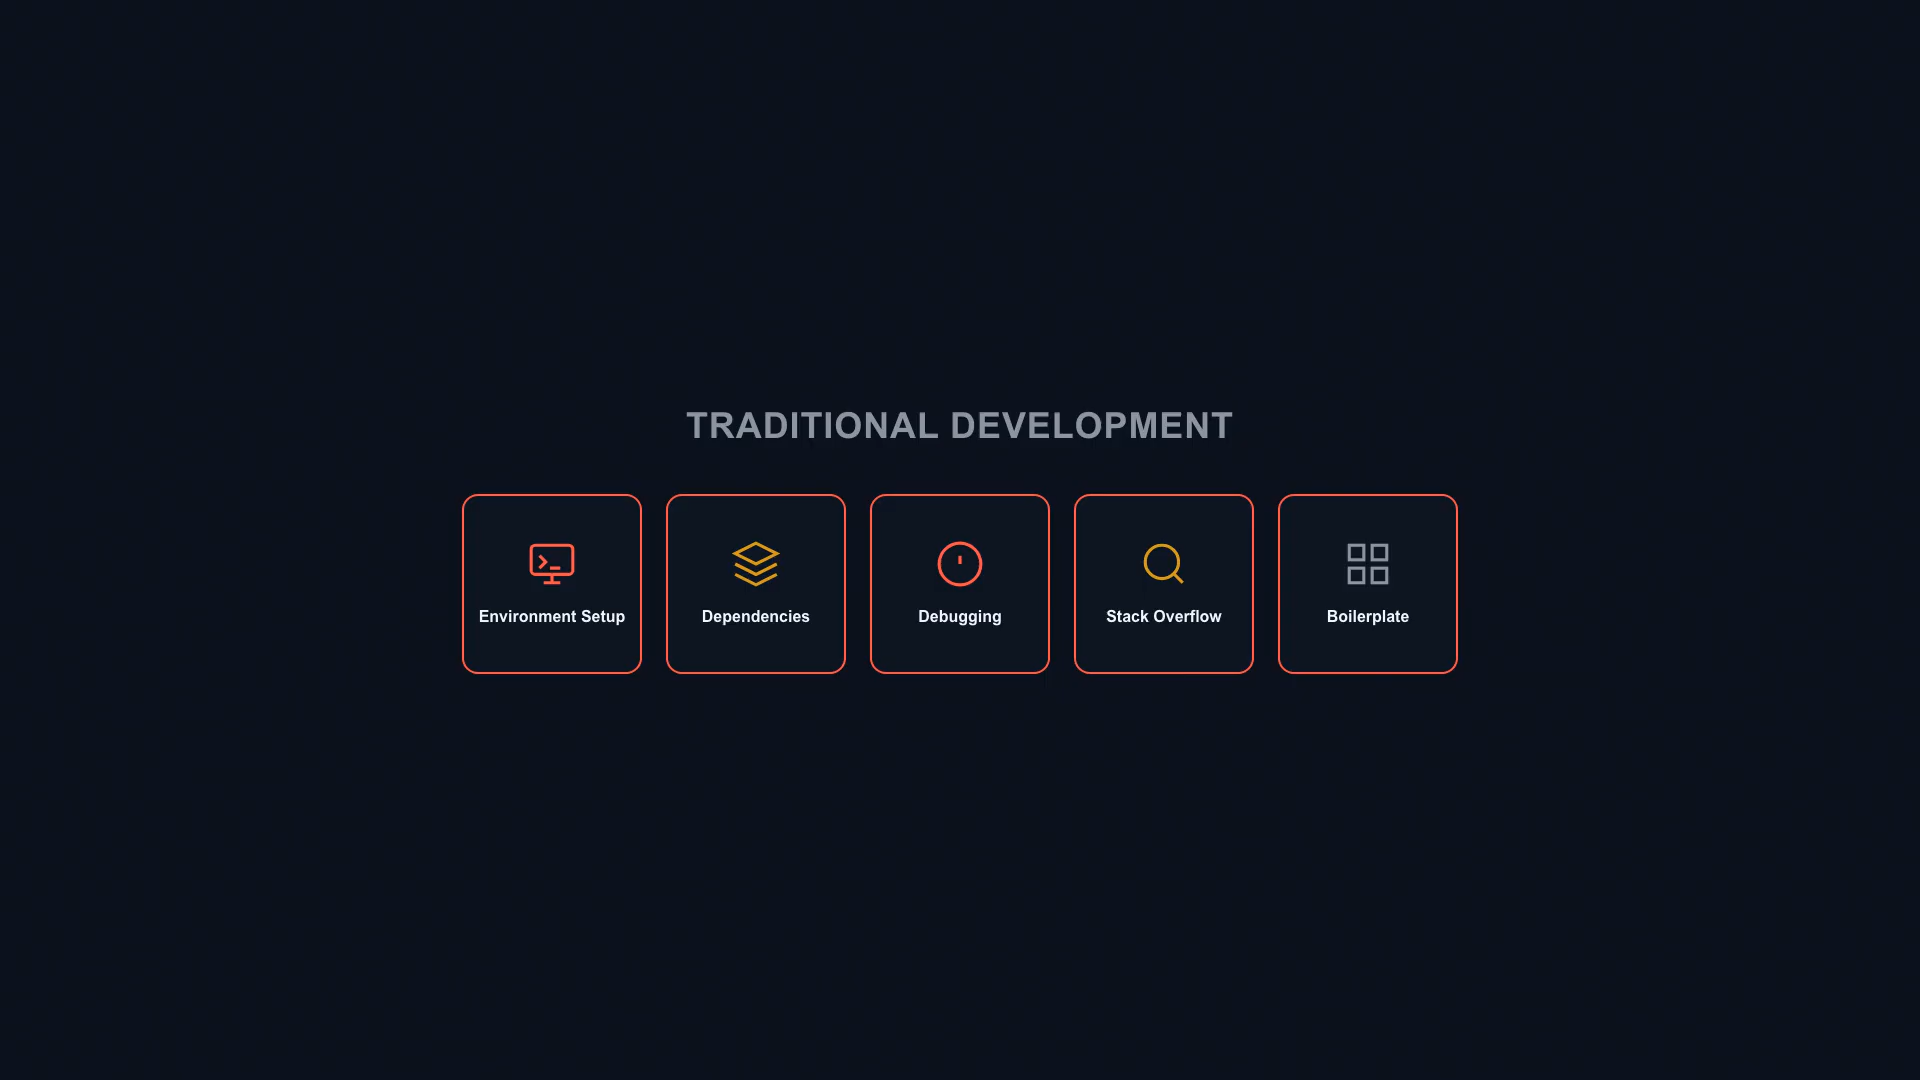 TRADITIONAL DEVELOPMENT
Environment Setup
Dependencies
Debugging
Stack Overflow
Boilerplate